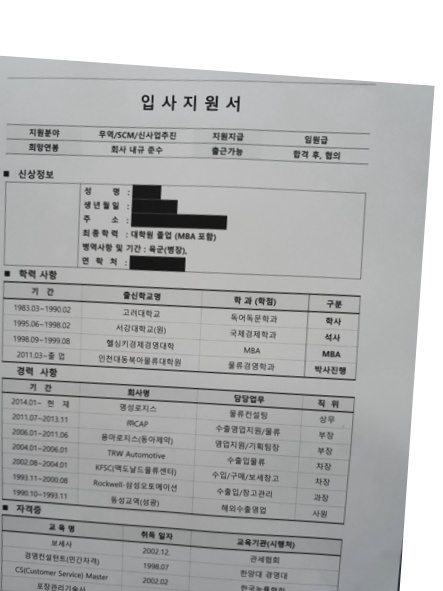 입 사 지 원 서
지원분야 무역/SCM/신사업추진 지원직급 임원급
희망연봉 회사 내규 준수 출근가능 합격 후, 협의
■ 신상정보
성 명 :
생년월일 :
주 소 :
최종학력 : 대학원 졸업 (MBA 포함)
병역사항 및 기간 : 육군(병장),
연 락 처 :
■ 학력 사항
기 간 출신학교명 학 과 (학점) 구분
1983.03~1990.02 고려대학교 독어독문학과 학사
1995.06~1998.02 서강대학교(원) 국제경제학과 석사
1998.09~1999.08 헬싱키경제경영대학 MBA MBA
2011.03~졸 업 인천대동북아물류대학원 물류경영학과 박사진행
경력 사항
기 간 회사명 담당업무 직 위
2014.01~ 현 재 명성로지스 물류컨설팅 상무
2011.07~2013.11 ㈜CAP 수출영업지원/물류 부장
2006.01~2011.06 용마로지스(동아제약) 영업지원/기획팀장 부장
2004.01~2006.01 TRW Automotive 수출입물류 차장
2002.08~2004.01 KFSC(맥도날드물류센터) 수입/구매/보세창고 차장
1993.11~2000.08 Rockwell-삼성오토메이션 수출입/창고관리 과장
1990.10~1993.11 동성교역(성광) 해외수출영업 사원
■ 자격증
교 육 명 취득 일자 교육기관(시행처)
보세사 2002.12. 관세협회
경영컨설턴트(민간자격) 1998.07 한양대 경영대
CS(Customer Service) Master 2002.02 한국능률협회
포장관리기술사